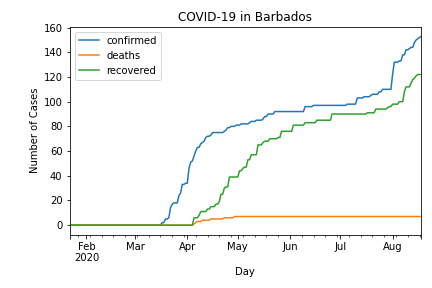 COVID-19 in Barbados
confirmed
deaths
recovered
Number of Cases
160
140
120
100
80
60
40
20
0
Feb Mar Apr May Jun Jul Aug
2020
Day